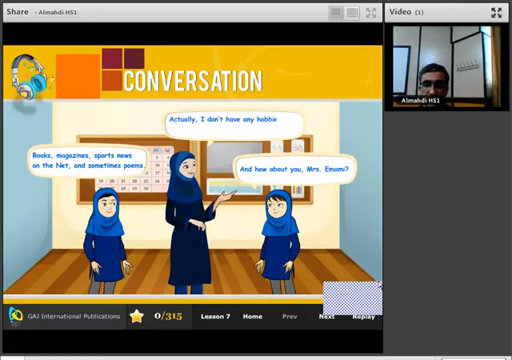 Share - Almahdi HS1
Video (1)
CONVERSATION
Actually, I don't have any
Books, magazines, sports news
on the Net, and sometimes poems.
And how about you, Mrs. Emami?
Almahdi HS1
GAJ International Publications
0/315
Lesson 7
Home
Prev
Next
Replay